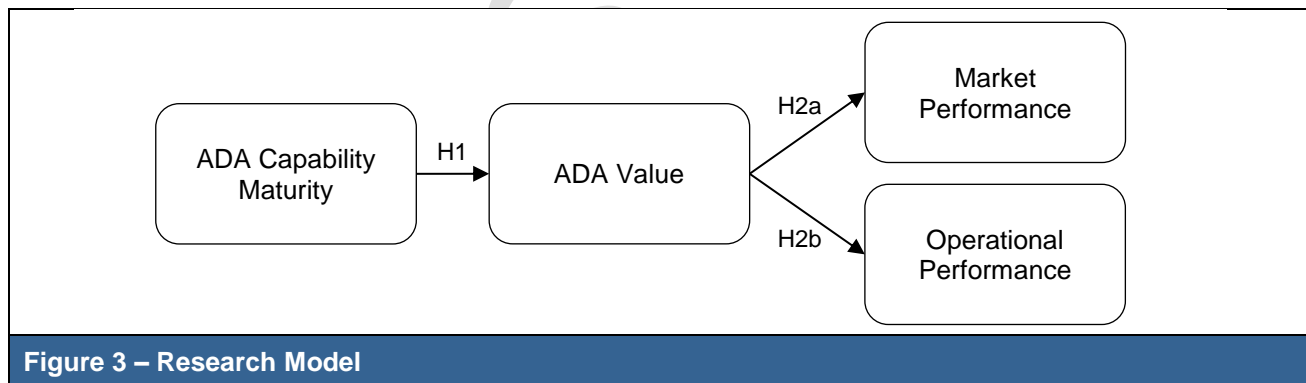 ADA Capability
Maturity
H1
ADA Value
H2a
Market
Performance
H2b
Operational
Performance
Figure 3 – Research Model